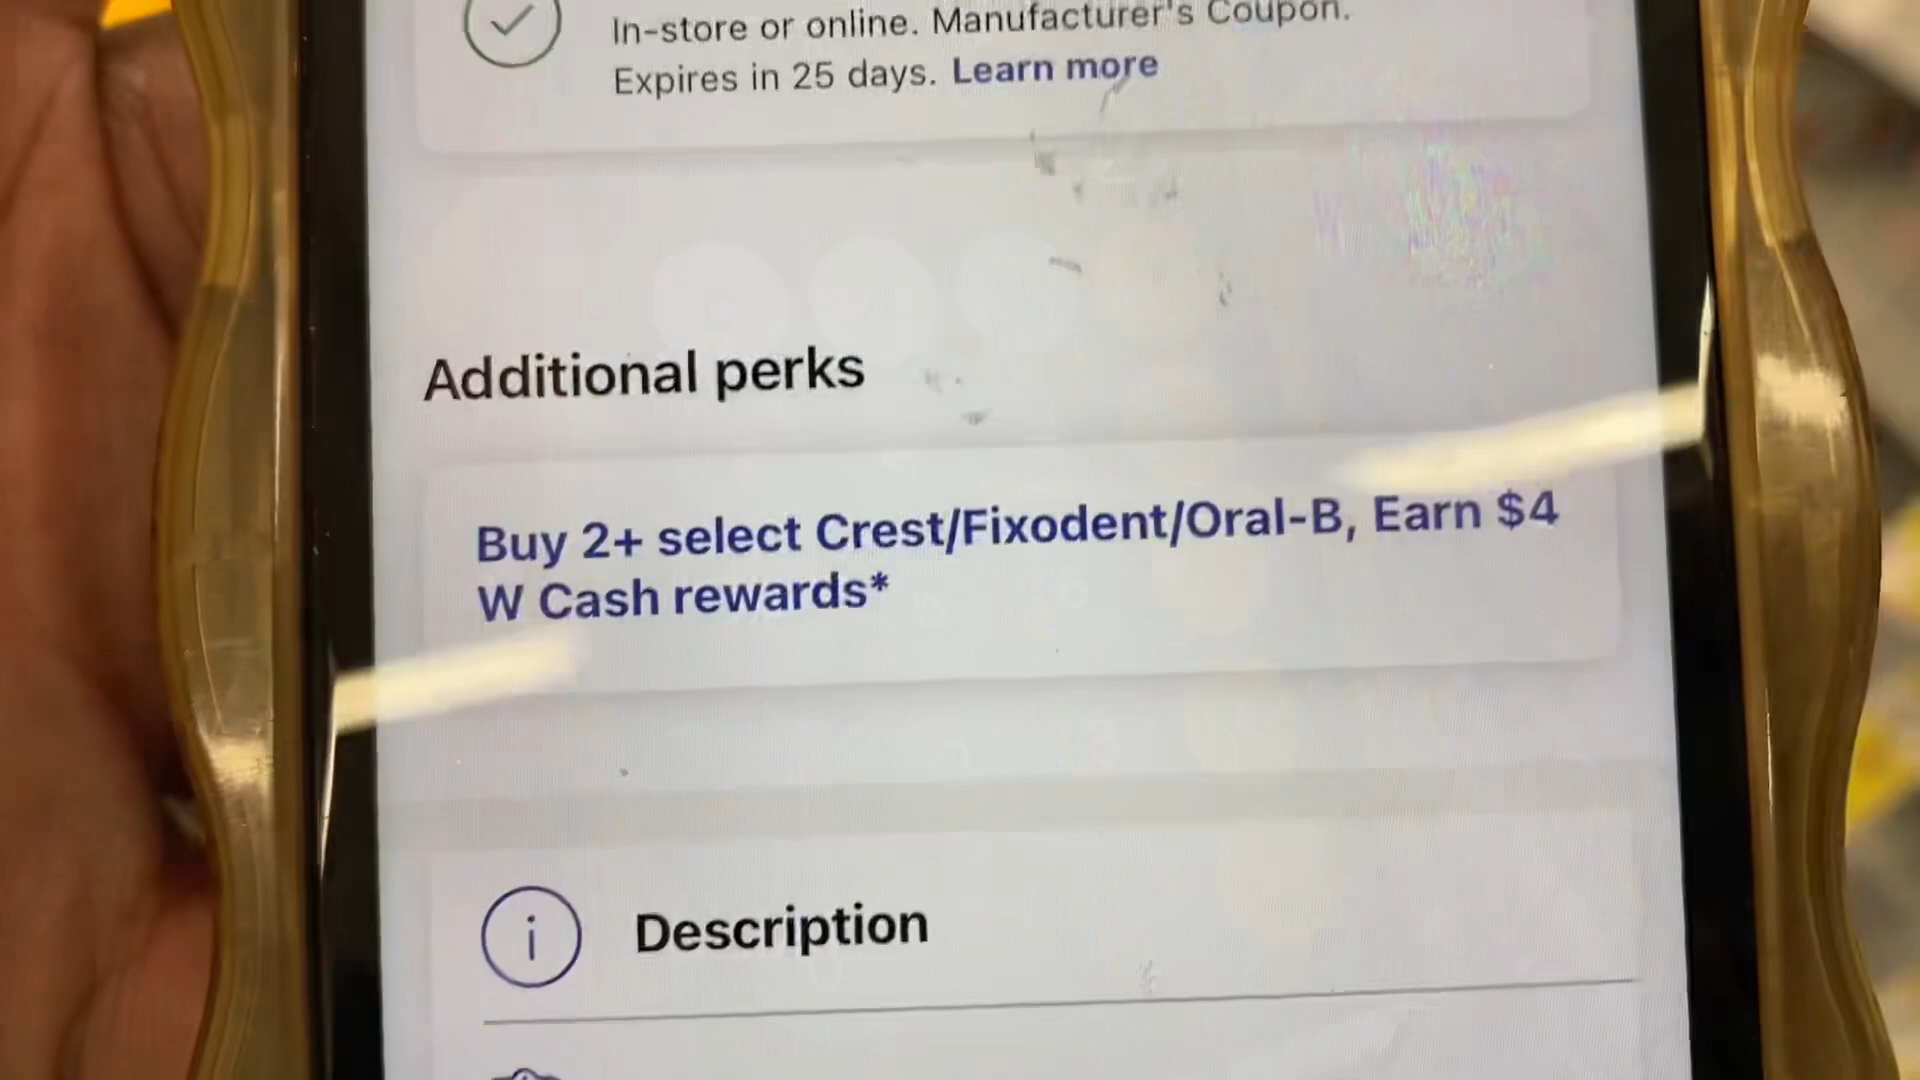 In-store or online. Manufacturer's Coupon.
Expires in 25 days. Learn more
Additional perks
Buy 2+ select Crest/Fixodent/Oral-B, Earn $4
W Cash rewards*
i Description